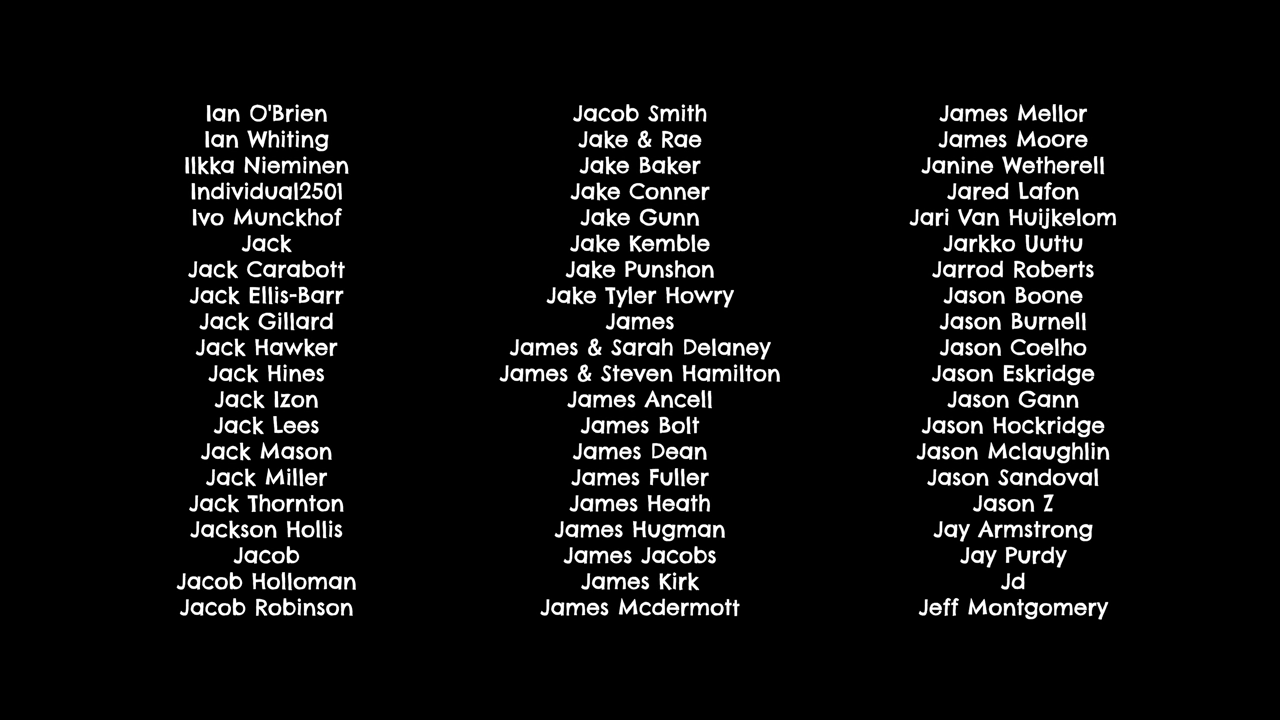 Ian O'Brien
Ian Whiting
Ilkka Nieminen
Individual2501
Ivo Munckhof
Jack
Jack Carabott
Jack Ellis-Barr
Jack Gillard
Jack Hawker
Jack Hines
Jack Izon
Jack Lees
Jack Mason
Jack Miller
Jack Thornton
Jackson Hollis
Jacob
Jacob Holloman
Jacob Robinson
Jacob Smith
Jake & Rae
Jake Baker
Jake Conner
Jake Gunn
Jake Kemble
Jake Punshon
Jake Tyler Howry
James
James & Sarah Delaney
James & Steven Hamilton
James Ancell
James Bolt
James Dean
James Fuller
James Heath
James Hugman
James Jacobs
James Kirk
James Mcdermott
James Mellor
James Moore
Janine Wetherell
Jared Lafon
Jari Van Huijkelom
Jarkko Uuttu
Jarrod Roberts
Jason Boone
Jason Burnell
Jason Coelho
Jason Eskridge
Jason Gann
Jason Hockridge
Jason Mclaughlin
Jason Sandoval
Jason Z
Jay Armstrong
Jay Purdy
Jd
Jeff Montgomery